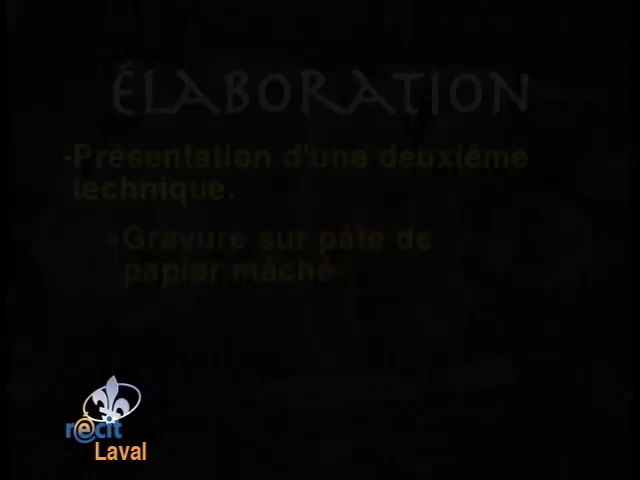 ÉLABORATION
-Présentation d'une deuxième
technique.
-Gravure sur pâte de
papier mâché
récit
Laval